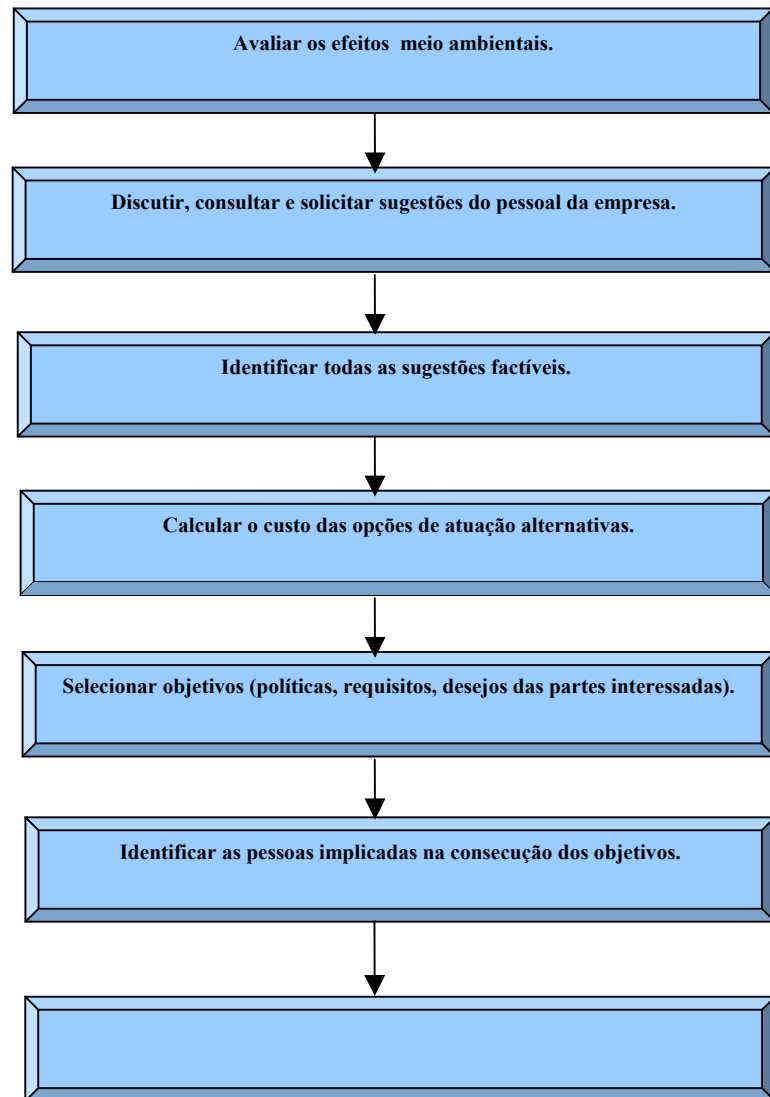 Avaliar os efeitos  meio ambientais.
Discutir, consultar e solicitar sugestões do pessoal da empresa.
Identificar todas as sugestões factíveis.
Calcular o custo das opções de atuação alternativas.
Selecionar objetivos (políticas, requisitos, desejos das partes interessadas).
Identificar as pessoas implicadas na consecução dos objetivos.